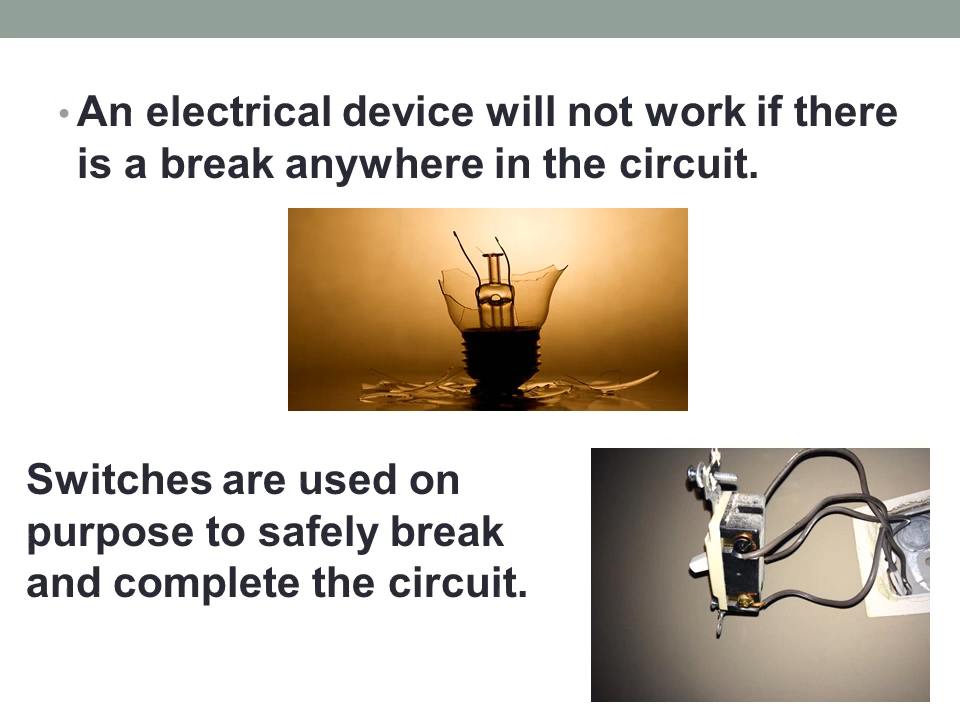 • An electrical device will not work if there
is a break anywhere in the circuit.
Switches are used on
purpose to safely break
and complete the circuit.